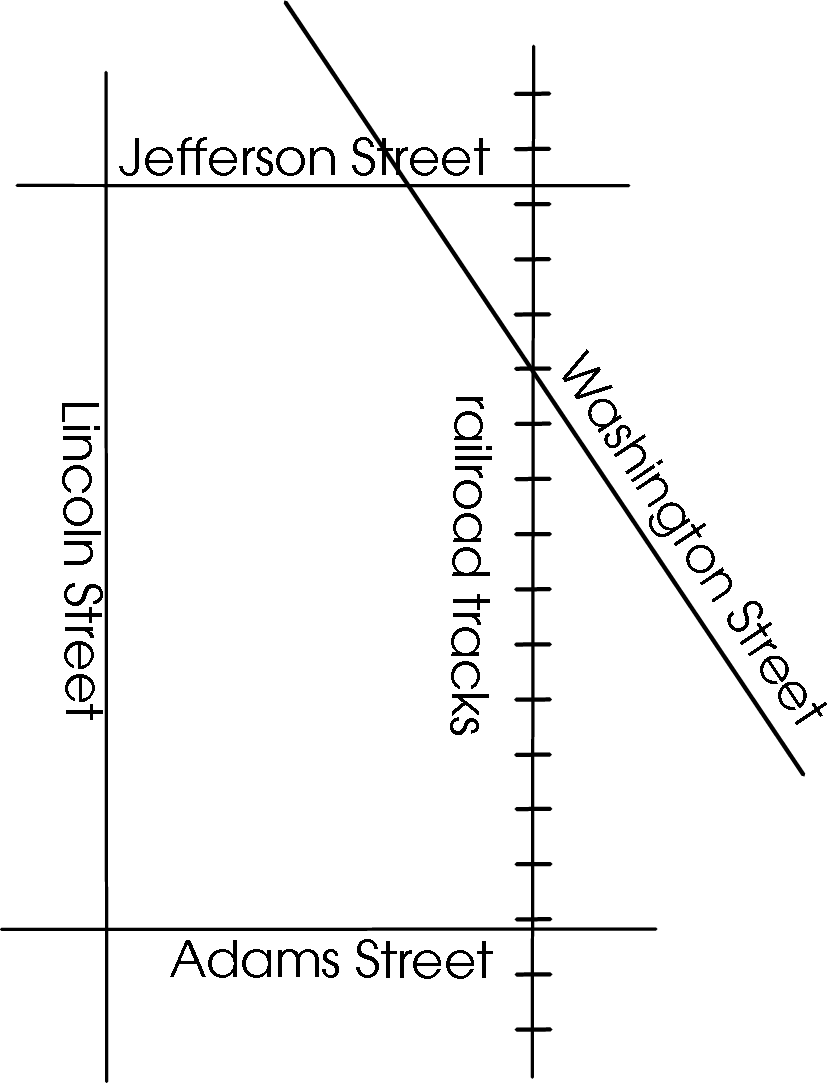 Jefferson Street
Lincoln Street
railroad tracks
Washington Street
Adams Street